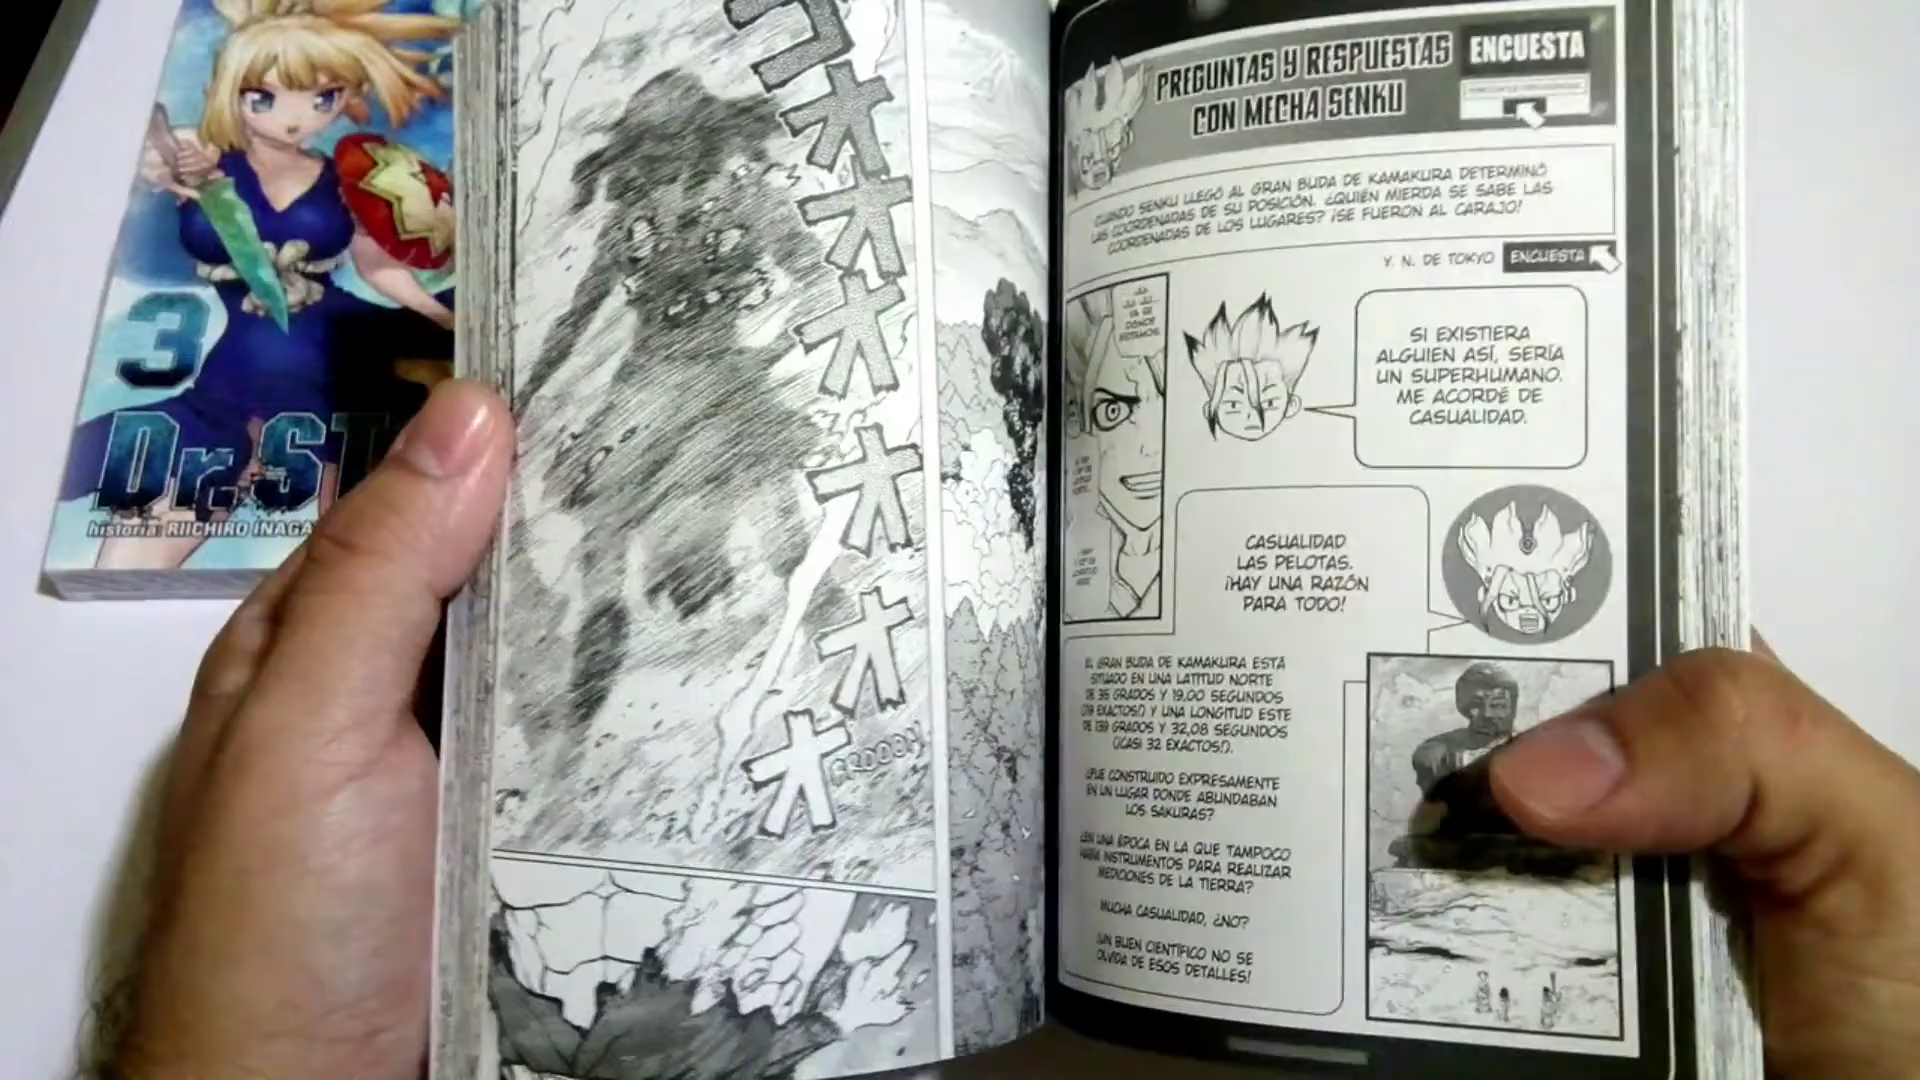 3
Dr. ST
historia: RIICHIRO INAGA
ゴオオオオオオ
GROOOM
PREGUNTAS Y RESPUESTAS
CON MECHA SENKU
ENCUESTA
CUANDO SENKU LLEGÓ AL GRAN BUDA DE KAMAKURA DETERMINÓ
LAS COORDENADAS DE SU POSICIÓN. ¿QUIÉN MIERDA SE SABE LAS
COORDENADAS DE LOS LUGARES? ¡SE FUERON AL CARAJO!
Y. N. DE TOKYO
ENCUESTA
SI EXISTIERA
ALGUIEN ASÍ, SERÍA
UN SUPERHUMANO.
ME ACORDÉ DE
CASUALIDAD.
CASUALIDAD
LAS PELOTAS.
¡HAY UNA RAZÓN
PARA TODO!
EL GRAN BUDA DE KAMAKURA ESTÁ
SITUADO EN UNA LATITUD NORTE
DE 35 GRADOS Y 19,00 SEGUNDOS
(¡19 EXACTOS!) Y UNA LONGITUD ESTE
DE 139 GRADOS Y 32,08 SEGUNDOS
(¡CASI 32 EXACTOS!).
¿FUE CONSTRUIDO EXPRESAMENTE
EN UN LUGAR DONDE ABUNDABAN
LOS SAKURAS?
¿EN UNA ÉPOCA EN LA QUE TAMPOCO
HABÍA INSTRUMENTOS PARA REALIZAR
MEDICIONES DE LA TIERRA?
MUCHA CASUALIDAD, ¿NO?
¡UN BUEN CIENTÍFICO NO SE
OLVIDA DE ESOS DETALLES!